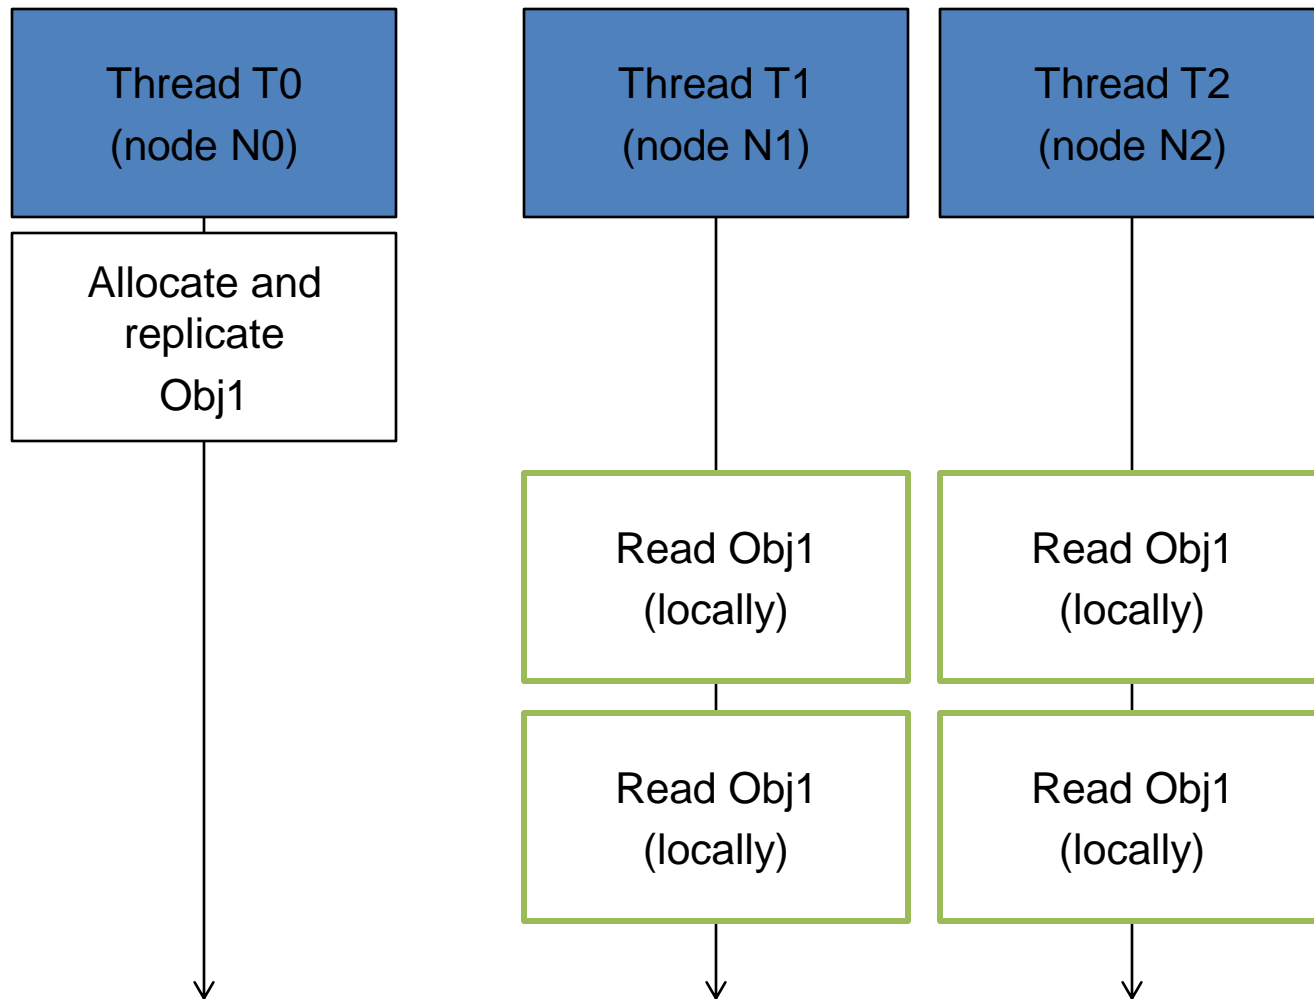 Thread T0
(node N0)
Thread T1
(node N1)
Thread T2
(node N2)
Allocate and
replicate
Obj1
Read Obj1
(locally)
Read Obj1
(locally)
Read Obj1
(locally)
Read Obj1
(locally)